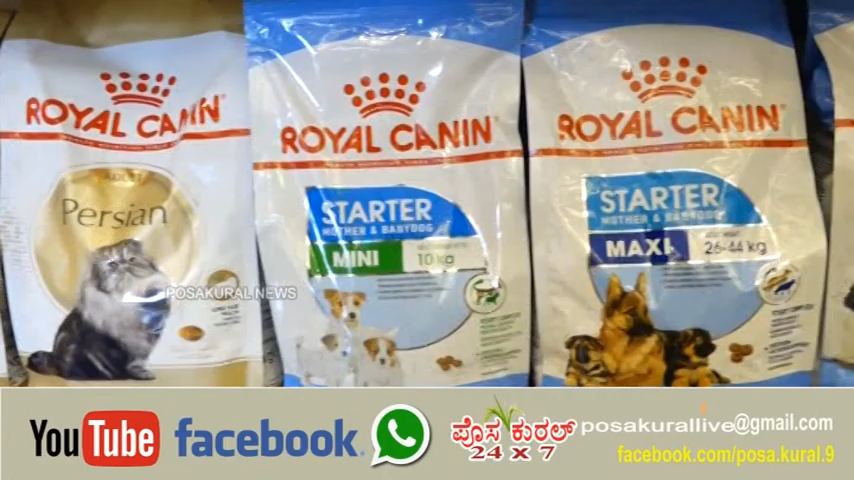 ROYAL CANIN
ADULT
Persian
ROYAL CANIN
STARTER
MOTHER & BABYDOG
MINI
10 kg
ROYAL CANIN
STARTER
MOTHER & BABYDOG
MAXI
26-44 kg
POSAKURAL NEWS
YouTube
facebook
ಪೊಸ ಕುರಲ್
24 x 7
posakurallive@gmail.com
facebook.com/posa.kural.9